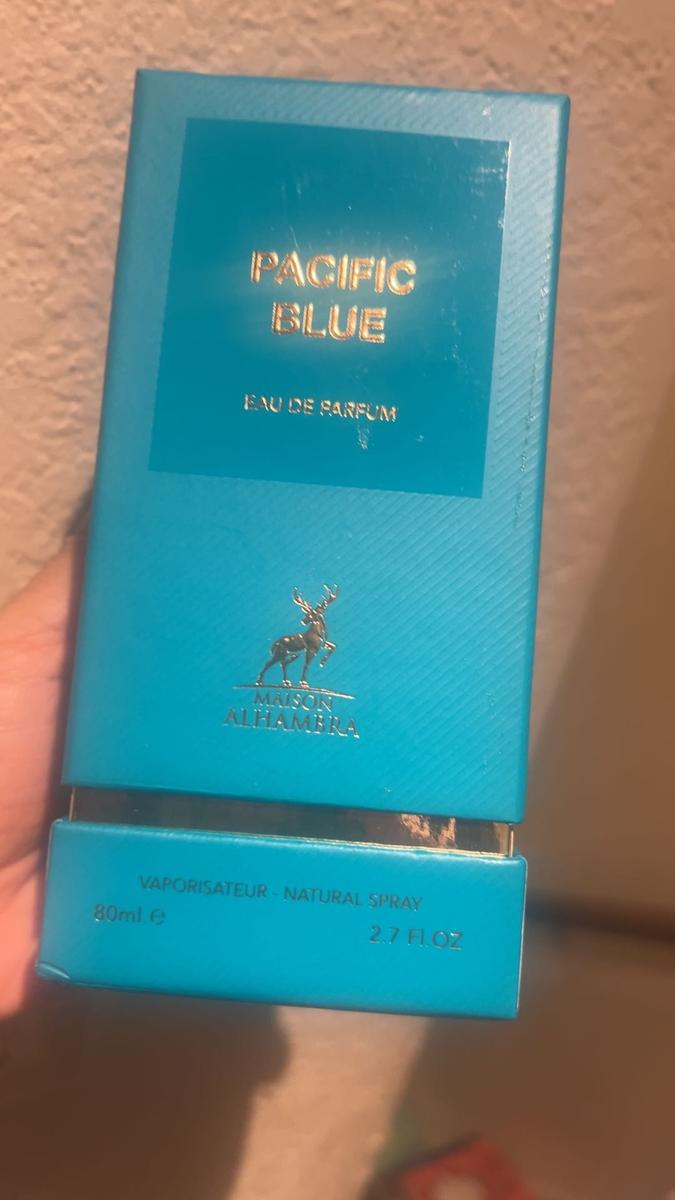 PACIFIC
BLUE
EAU DE PARFUM
MAISON
ALHAMBRA
VAPORISATEUR - NATURAL SPRAY
80ml.℮
2.7 Fl.OZ